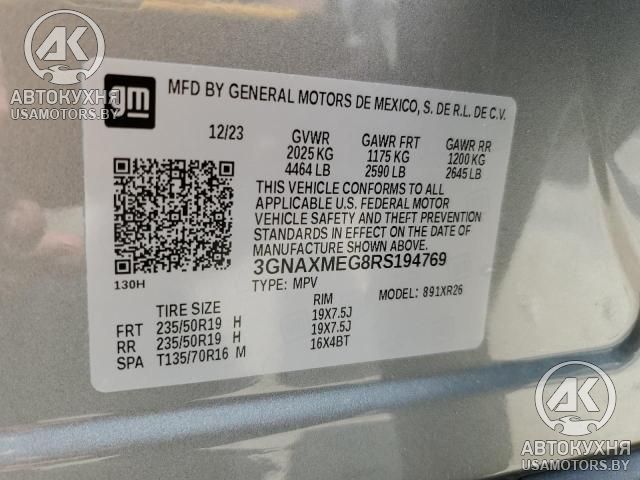 АК
АВТОКУХНЯ
USAMOTORS.BY
gm
MFD BY GENERAL MOTORS DE MEXICO, S. DE R.L. DE C.V.
12/23 GVWR GAWR FRT GAWR RR
2025 KG 1175 KG 1200 KG
4464 LB 2590 LB 2645 LB
THIS VEHICLE CONFORMS TO ALL
APPLICABLE U.S. FEDERAL MOTOR
VEHICLE SAFETY AND THEFT PREVENTION
STANDARDS IN EFFECT ON THE DATE OF
MANUFACTURE SHOWN ABOVE.
3GNAXMEG8RS194769
130H TYPE: MPV MODEL: 891XR26
TIRE SIZE RIM
FRT 235/50R19 H 19X7.5J
RR 235/50R19 H 19X7.5J
SPA T135/70R16 M 16X4BT
АК
АВТОКУХНЯ
USAMOTORS.BY